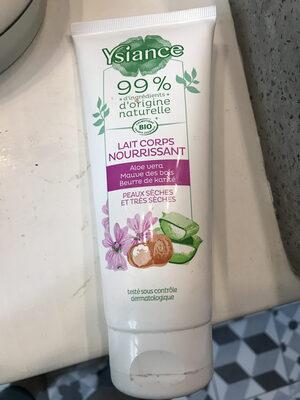 Ysiance
99%
d'ingrédients
d'origine
naturelle
BIO
LAIT CORPS
NOURRISSANT
Aloe vera
Mauve des bois
Beurre de karité
PEAUX SÈCHES
ET TRÈS SÈCHES
testé sous contrôle
dermatologique